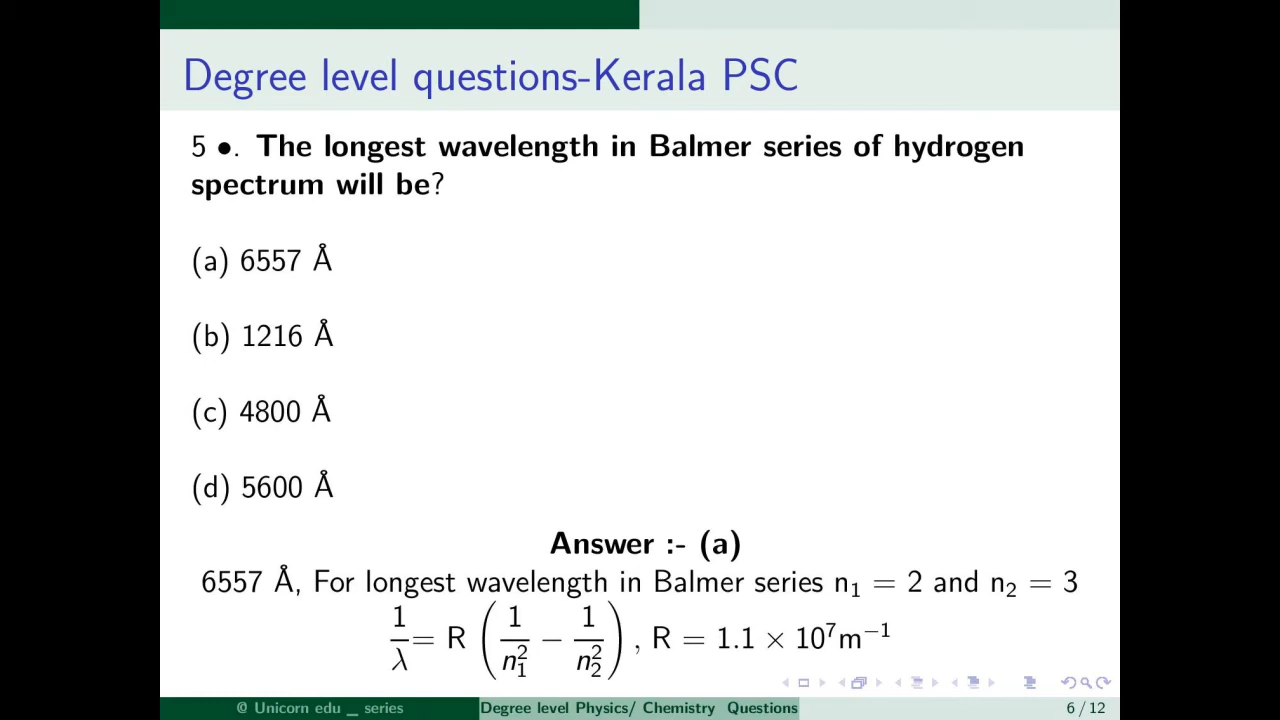 Degree level questions-Kerala PSC
5 •. The longest wavelength in Balmer series of hydrogen
spectrum will be?
(a) 6557 Å
(b) 1216 Å
(c) 4800 Å
(d) 5600 Å
Answer :- (a)
6557 Å, For longest wavelength in Balmer series n₁ = 2 and n₂ = 3
1/λ = R (1/n₁² − 1/n₂²) , R = 1.1 × 10⁷m⁻¹
@ Unicorn edu _ series Degree level Physics/ Chemistry Questions 6 / 12